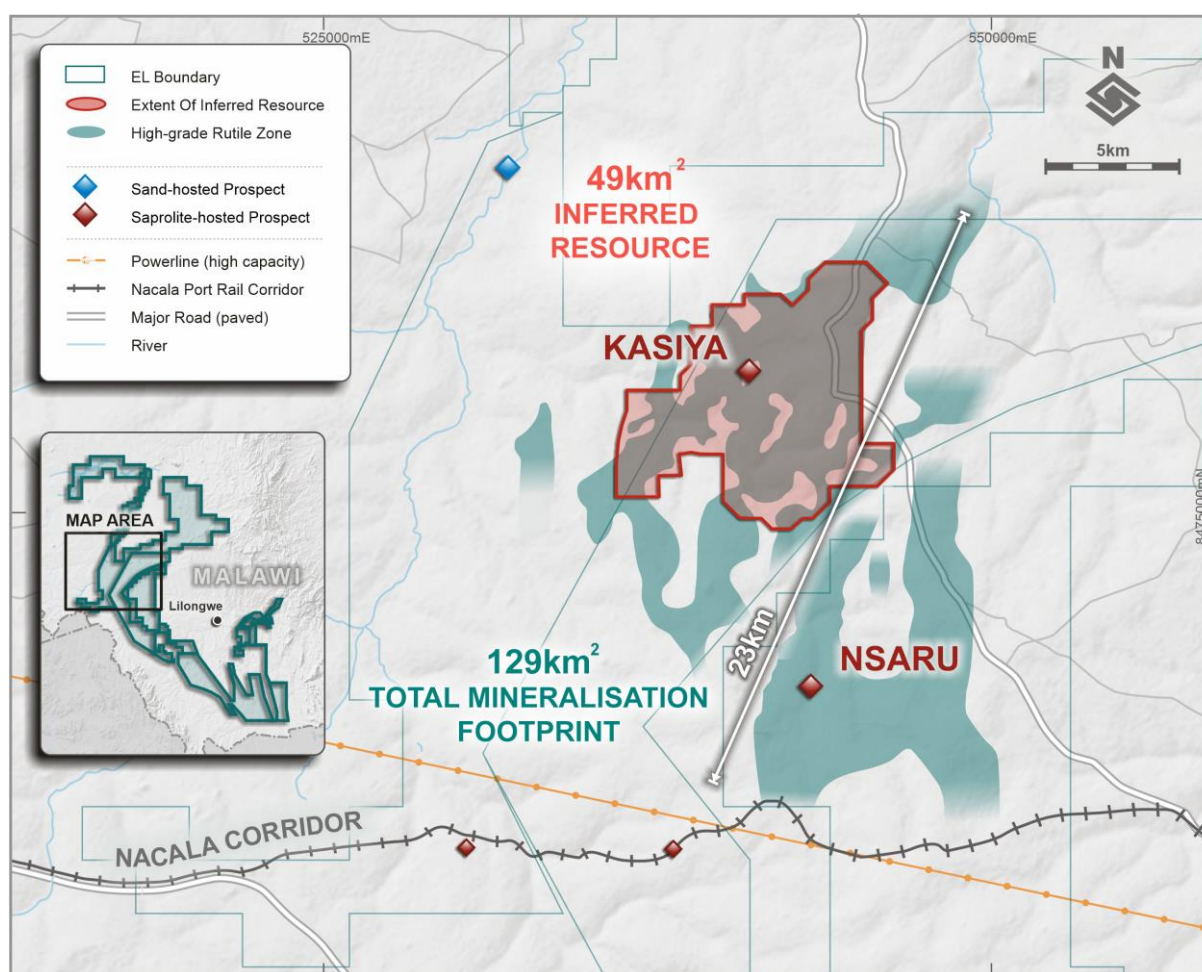 525000mE
550000mE
EL Boundary
Extent Of Inferred Resource
High-grade Rutile Zone
Sand-hosted Prospect
Saprolite-hosted Prospect
Powerline (high capacity)
Nacala Port Rail Corridor
Major Road (paved)
River
N
5km
49km²
INFERRED
RESOURCE
KASIYA
8475000mN
MAP AREA
MALAWI
Lilongwe
23km
NSARU
129km²
TOTAL MINERALISATION
FOOTPRINT
NACALA CORRIDOR